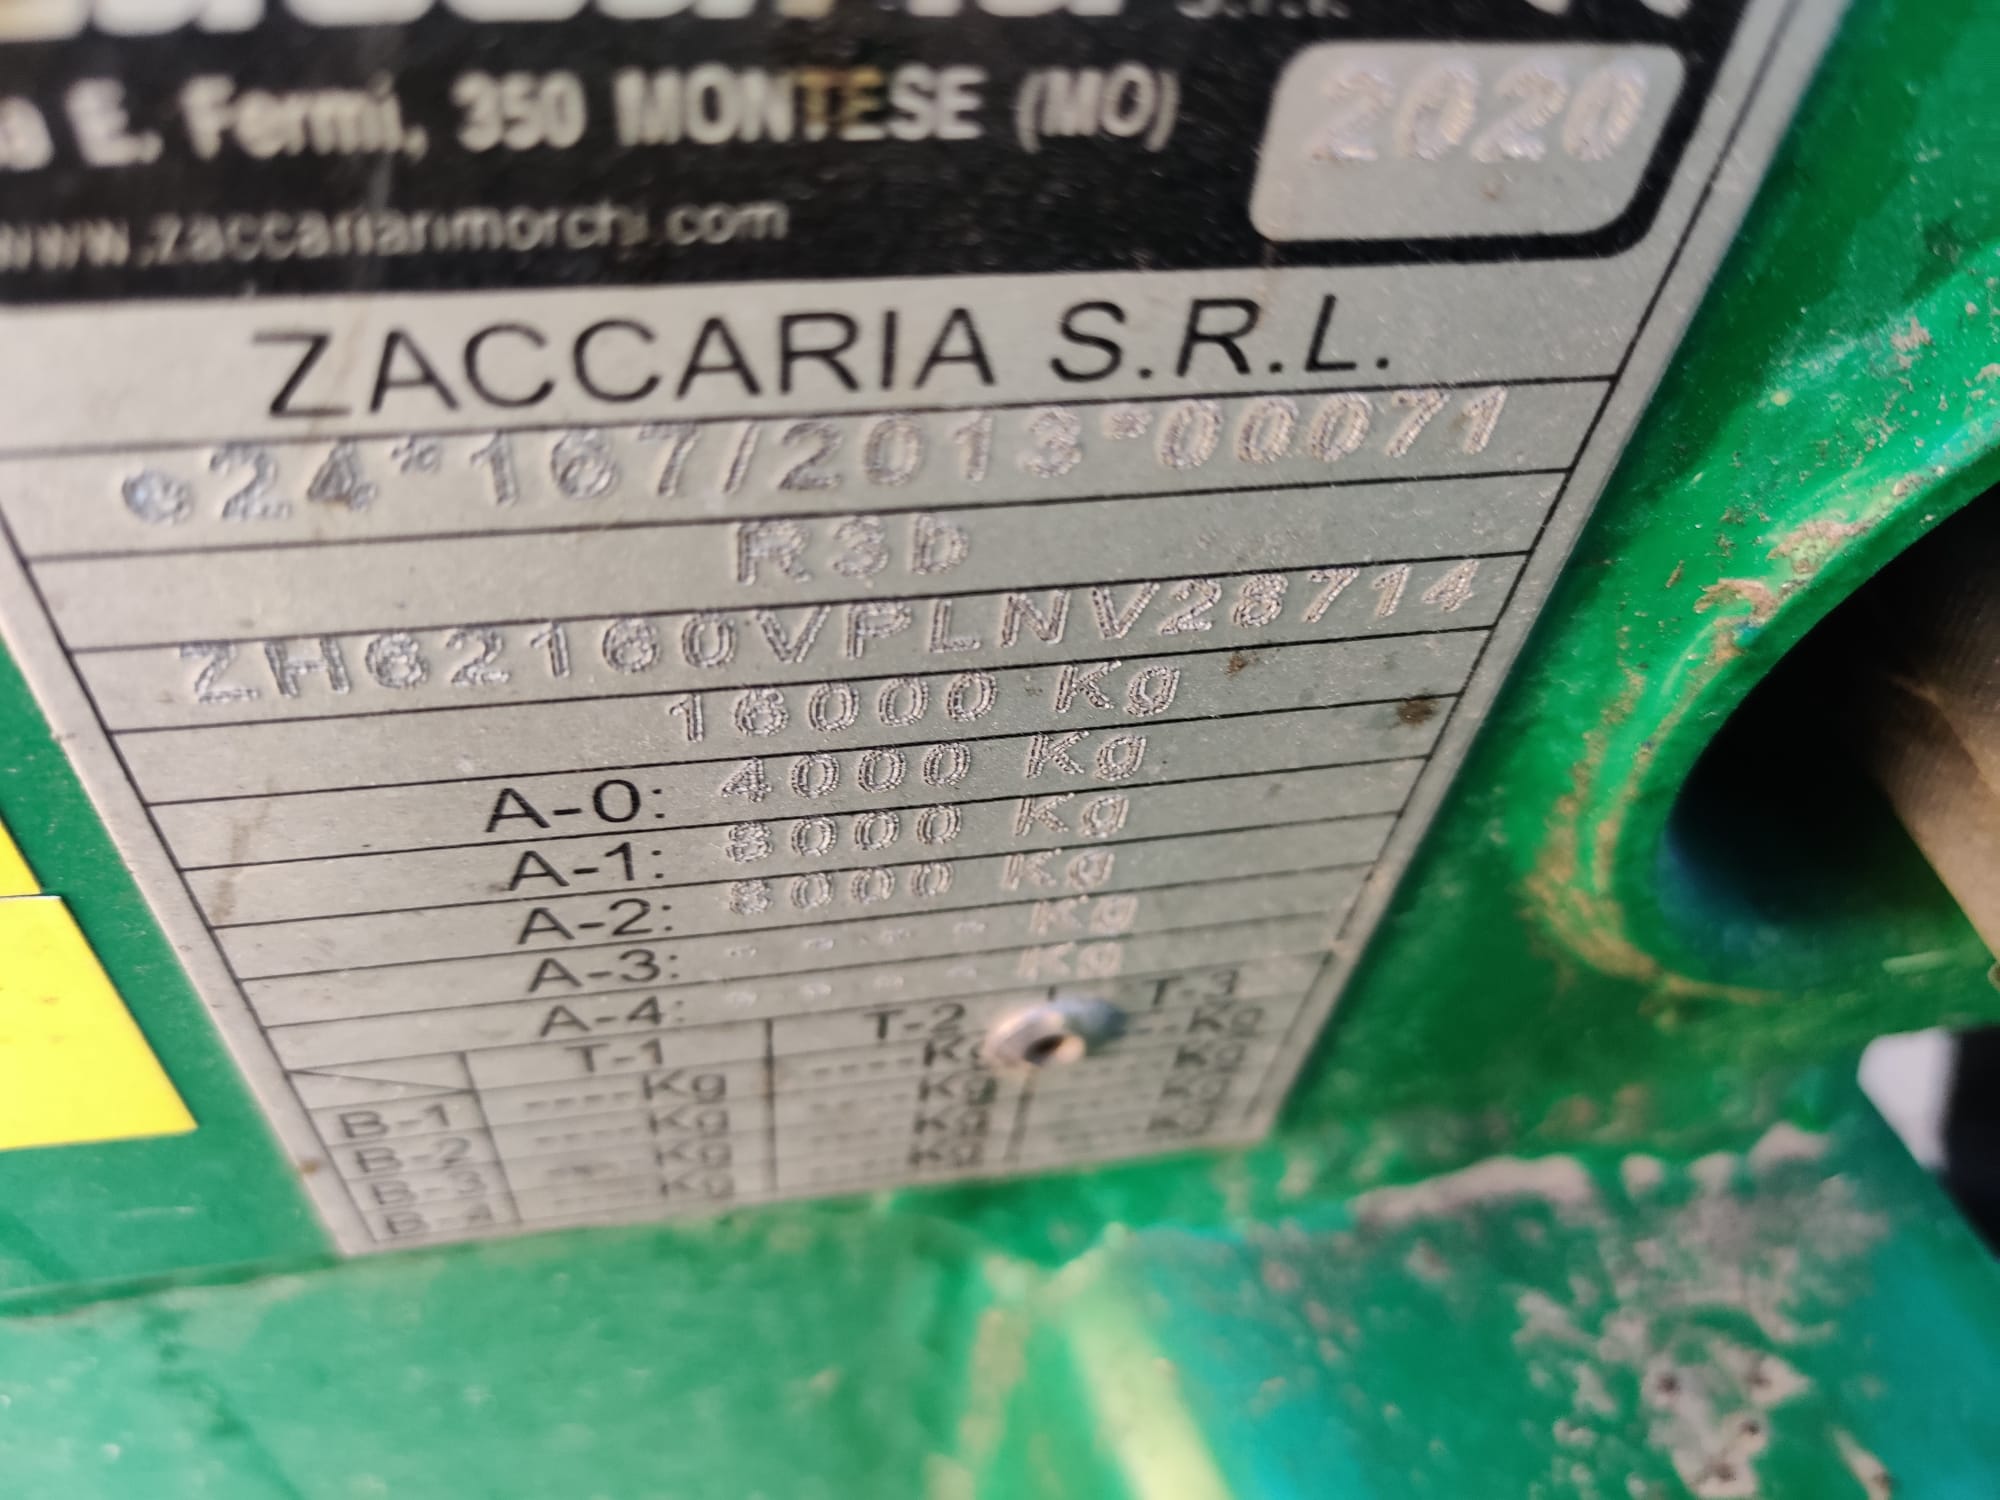 E. Fermi, 350 MONTESE (MO)
2020
www.zaccariarimorchi.com
ZACCARIA S.R.L.
e24*167/2013*00071
R3D
ZH62160VPLNV28714
16000 Kg
A-0: 4000 Kg
A-1: 8000 Kg
A-2: 8000 Kg
A-3: - - - - Kg
A-4: - - - - Kg
T-1 T-2 T-3
B-1 ----Kg ----Kg --Kg
B-2 ----Kg ----Kg ----Kg
B-3 ----Kg ----Kg ----Kg
B-4 ----Kg ----Kg ----Kg